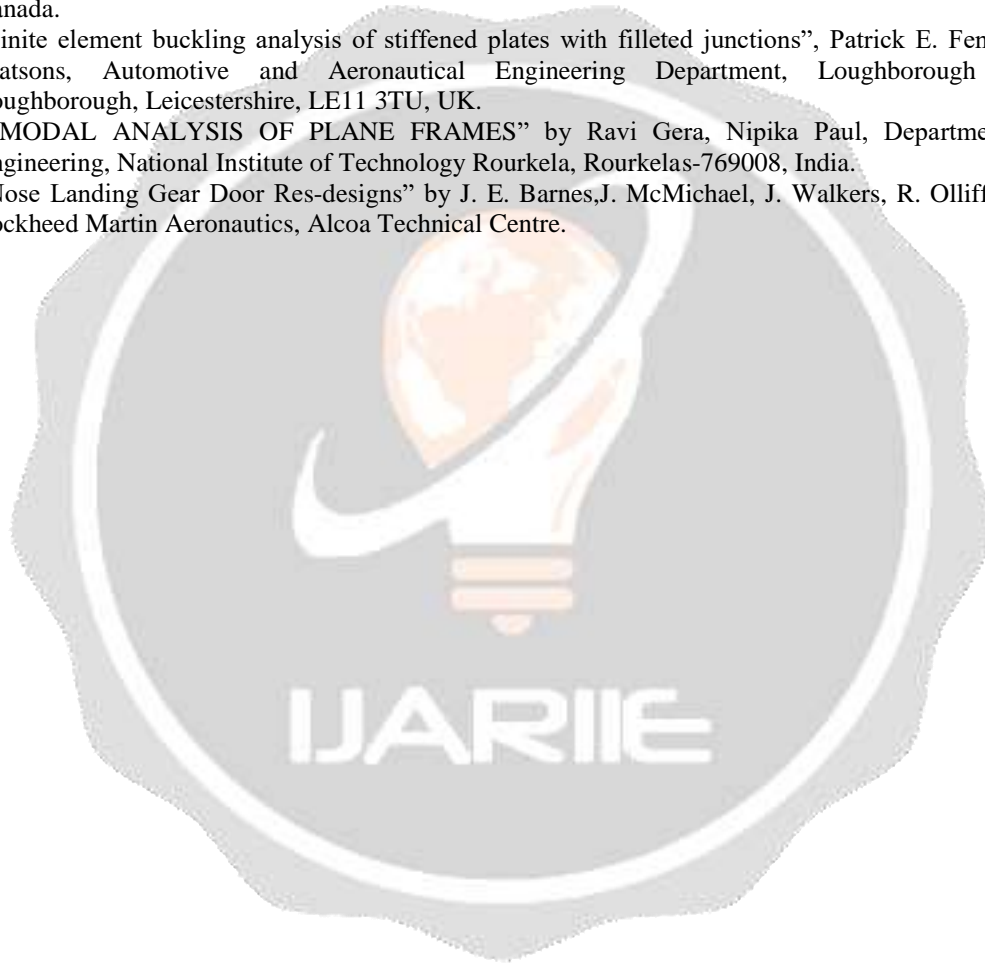 anada.
inite element buckling analysis of stiffened plates with filleted junctions”, Patrick E. Fen
atsons, Automotive and Aeronautical Engineering Department, Loughborough
oughborough, Leicestershire, LE11 3TU, UK.
MODAL ANALYSIS OF PLANE FRAMES” by Ravi Gera, Nipika Paul, Departme
ngineering, National Institute of Technology Rourkela, Rourkelas-769008, India.
Nose Landing Gear Door Res-designs” by J. E. Barnes,J. McMichael, J. Walkers, R. Olliff
ockheed Martin Aeronautics, Alcoa Technical Centre.
IJARIIE